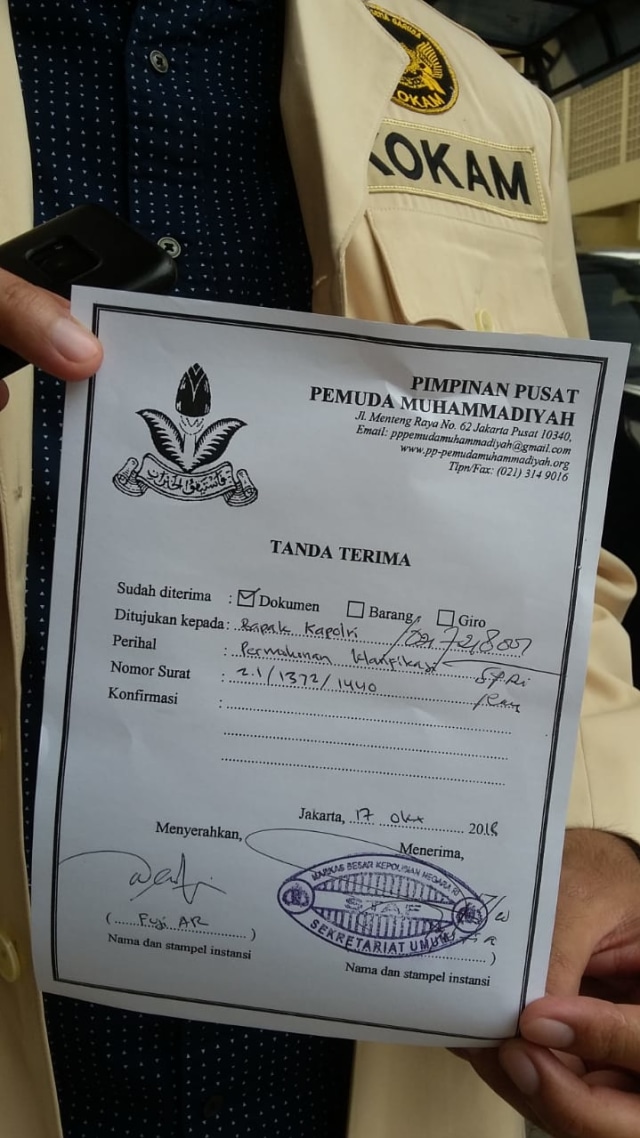 KOKAM
KOKAM
PIMPINAN PUSAT
PEMUDA MUHAMMADIYAH
Jl. Menteng Raya No. 62 Jakarta Pusat 10340,
Email: pppemudamuhammadiyah@gmail.com
www.pp-pemudamuhammadiyah.org
Tlpn/Fax: (021) 314 9016
فاستبقوا الخيرات
TANDA TERIMA
Sudah diterima : Dokumen Barang Giro
Ditujukan kepada: Bapak Kapolri
Perihal : Permohonan klarifikasi
Nomor Surat : 2.1/1372/1440
Konfirmasi :
Jakarta, 17 Okt 2018
Menyerahkan, Menerima,
MARKAS BESAR KEPOLISIAN NEGARA RI
SEKRETARIAT UMUM
(Fuji AR) )
Nama dan stampel instansi Nama dan stampel instansi